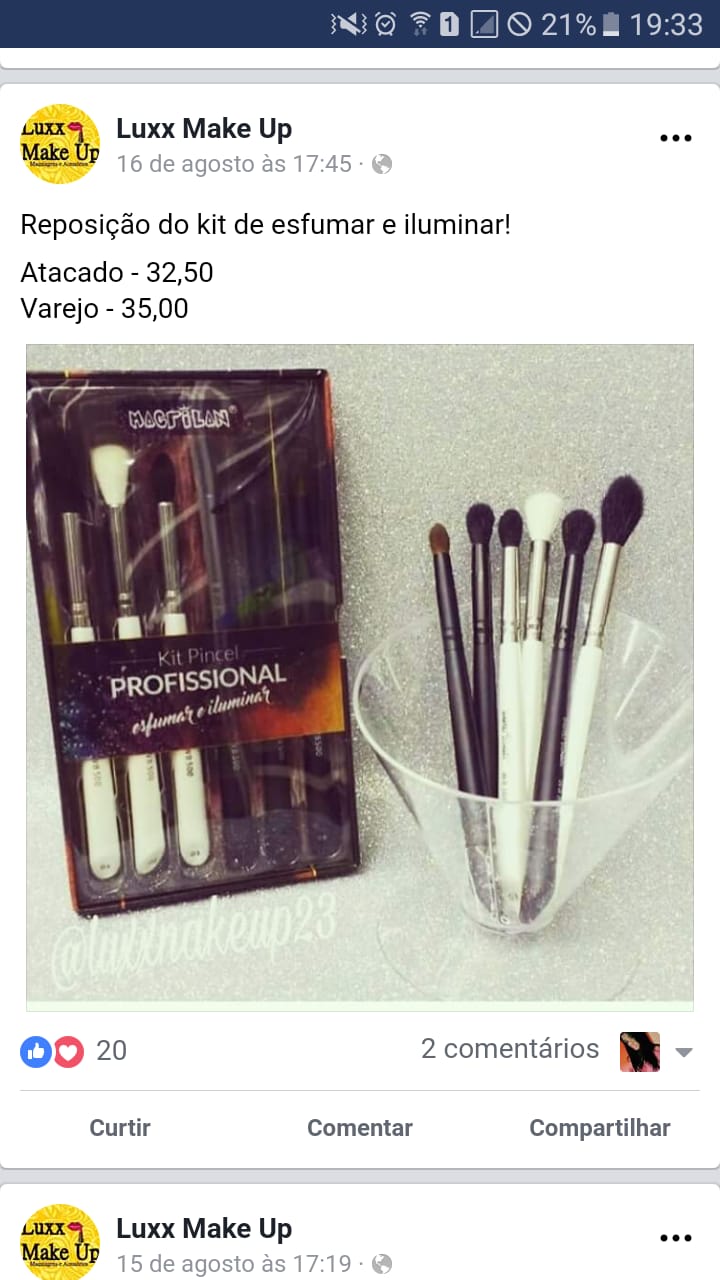 21% 19:33
Luxx
Make Up
Luxx Make Up
16 de agosto às 17:45 ·
Reposição do kit de esfumar e iluminar!
Atacado - 32,50
Varejo - 35,00
MACRILAN
Kit Pincel
PROFISSIONAL
esfumar e iluminar
@luxxmakeup23
20
2 comentários
Curtir
Comentar
Compartilhar
Luxx
Make Up
Luxx Make Up
15 de agosto às 17:19 ·